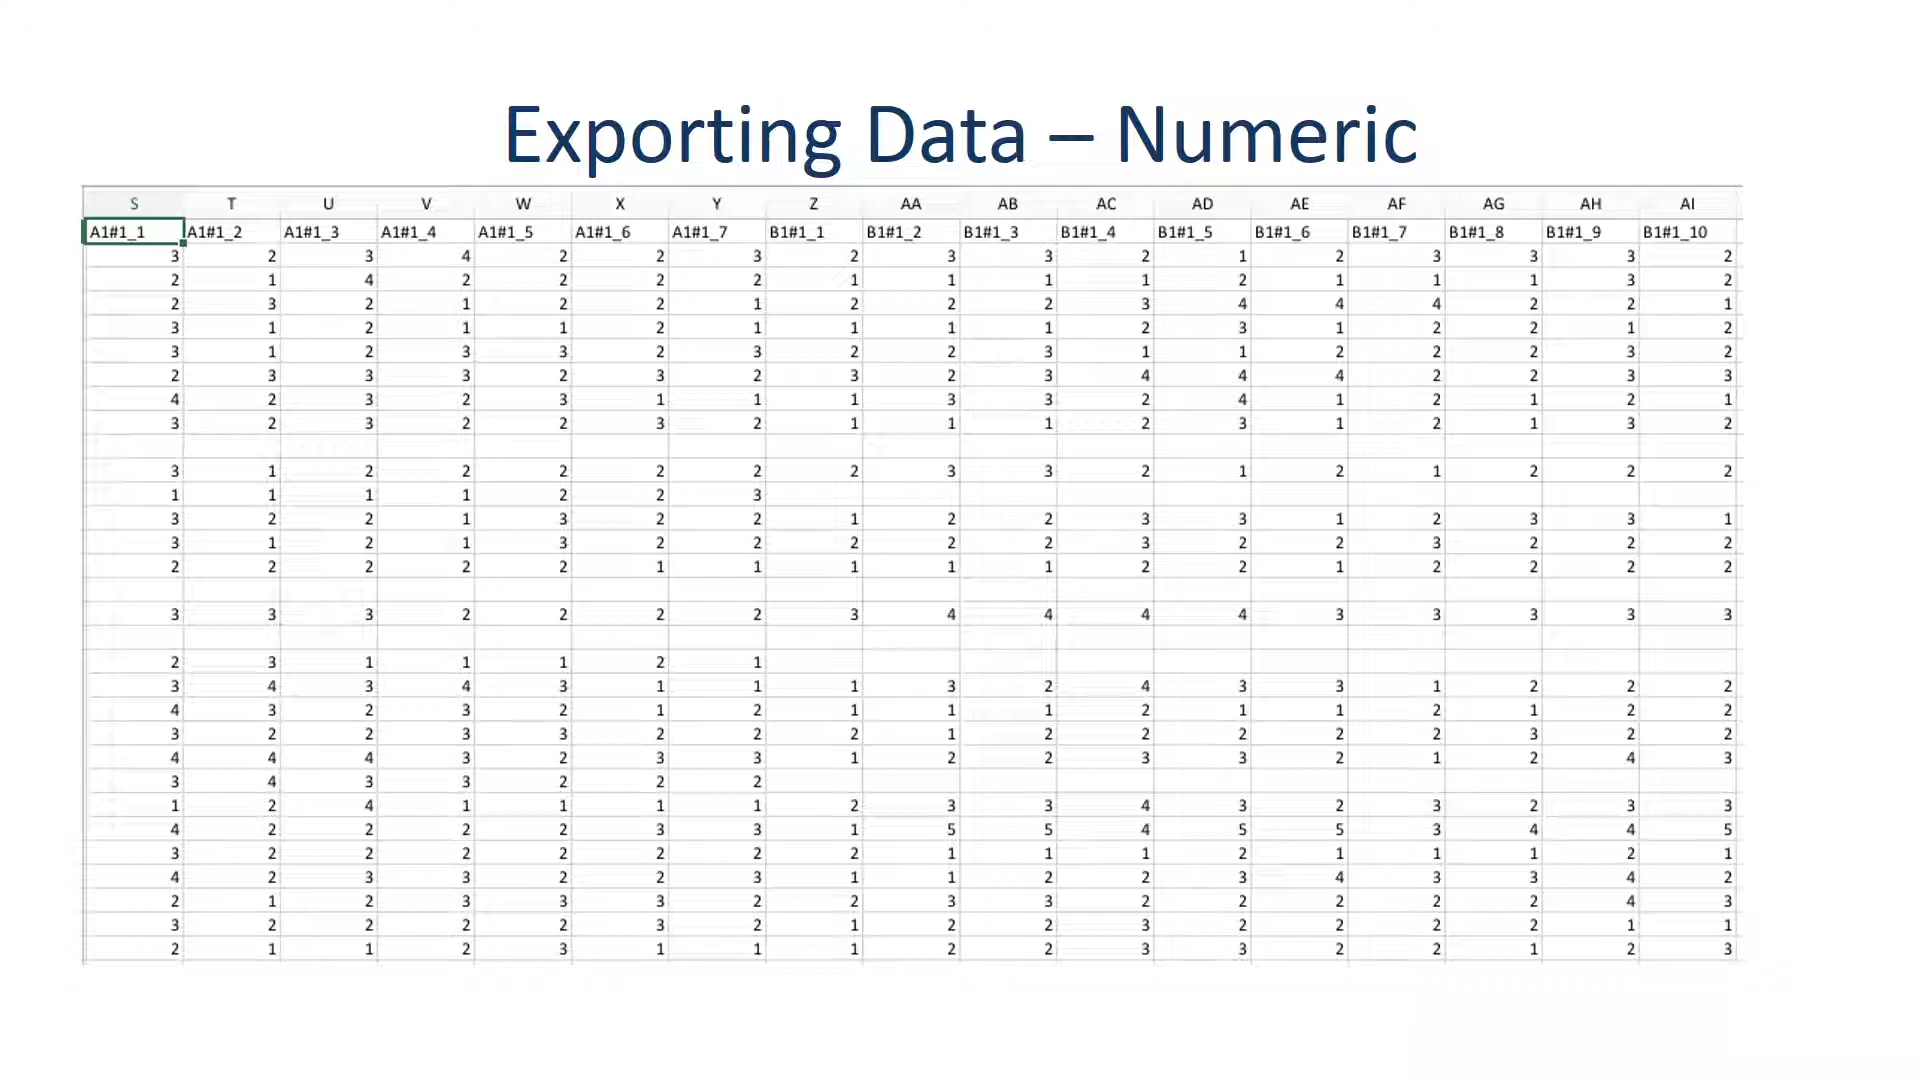 Exporting Data – Numeric
S T U V W X Y Z AA AB AC AD AE AF AG AH AI
A1#1_1 A1#1_2 A1#1_3 A1#1_4 A1#1_5 A1#1_6 A1#1_7 B1#1_1 B1#1_2 B1#1_3 B1#1_4 B1#1_5 B1#1_6 B1#1_7 B1#1_8 B1#1_9 B1#1_10
3 2 3 4 2 2 3 2 3 3 2 1 2 3 3 3 2
2 1 4 2 2 2 2 1 1 1 1 2 1 1 1 3 2
2 3 2 1 2 2 1 2 2 2 3 4 4 4 2 2 1
3 1 2 1 1 2 1 1 1 1 2 3 1 2 2 1 2
3 1 2 3 3 2 3 2 2 3 1 1 2 2 2 3 2
2 3 3 3 2 3 2 3 2 3 4 4 4 2 2 3 3
4 2 3 2 3 1 1 1 3 3 2 4 1 2 1 2 1
3 2 3 2 2 3 2 1 1 1 2 3 1 2 1 3 2
3 1 2 2 2 2 2 2 3 3 2 1 2 1 2 2 2
1 1 1 1 2 2 3
3 2 2 1 3 2 2 1 2 2 3 3 1 2 3 3 1
3 1 2 1 3 2 2 2 2 2 3 2 2 3 2 2 2
2 2 2 2 2 1 1 1 1 1 2 2 1 2 2 2 2
3 3 3 2 2 2 2 3 4 4 4 4 3 3 3 3 3
2 3 1 1 1 2 1
3 4 3 4 3 1 1 1 3 2 4 3 3 1 2 2 2
4 3 2 3 2 1 2 1 1 1 2 1 1 2 1 2 2
3 2 2 3 3 2 2 2 1 2 2 2 2 2 3 2 2
4 4 4 3 2 3 3 1 2 2 3 3 2 1 2 4 3
3 4 3 3 2 2 2
1 2 4 1 1 1 1 2 3 3 4 3 2 3 2 3 3
4 2 2 2 2 3 3 1 5 5 4 5 5 3 4 4 5
3 2 2 2 2 2 2 2 1 1 1 2 1 1 1 2 1
4 2 3 3 2 2 3 1 1 2 2 3 4 3 3 4 2
2 1 2 3 3 3 2 2 3 3 2 2 2 2 2 4 3
3 2 2 2 2 3 2 1 2 2 3 2 2 2 2 1 1
2 1 1 2 3 1 1 1 2 2 3 3 2 2 1 2 3